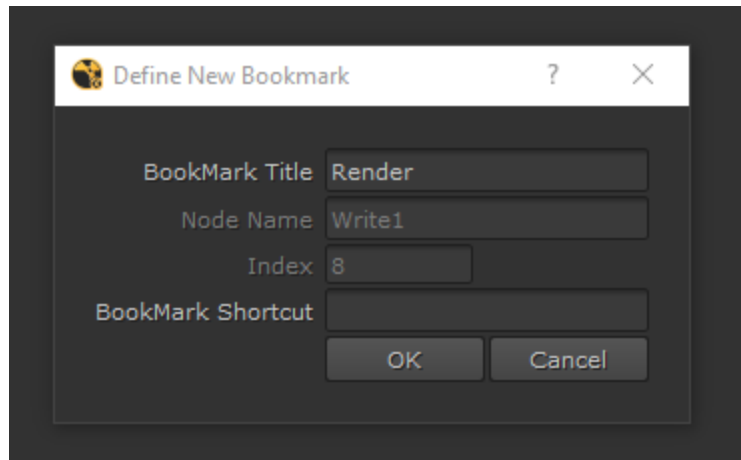 Define New Bookmark ?
BookMark Title Render
Node Name Write1
Index 8
BookMark Shortcut
OK Cancel